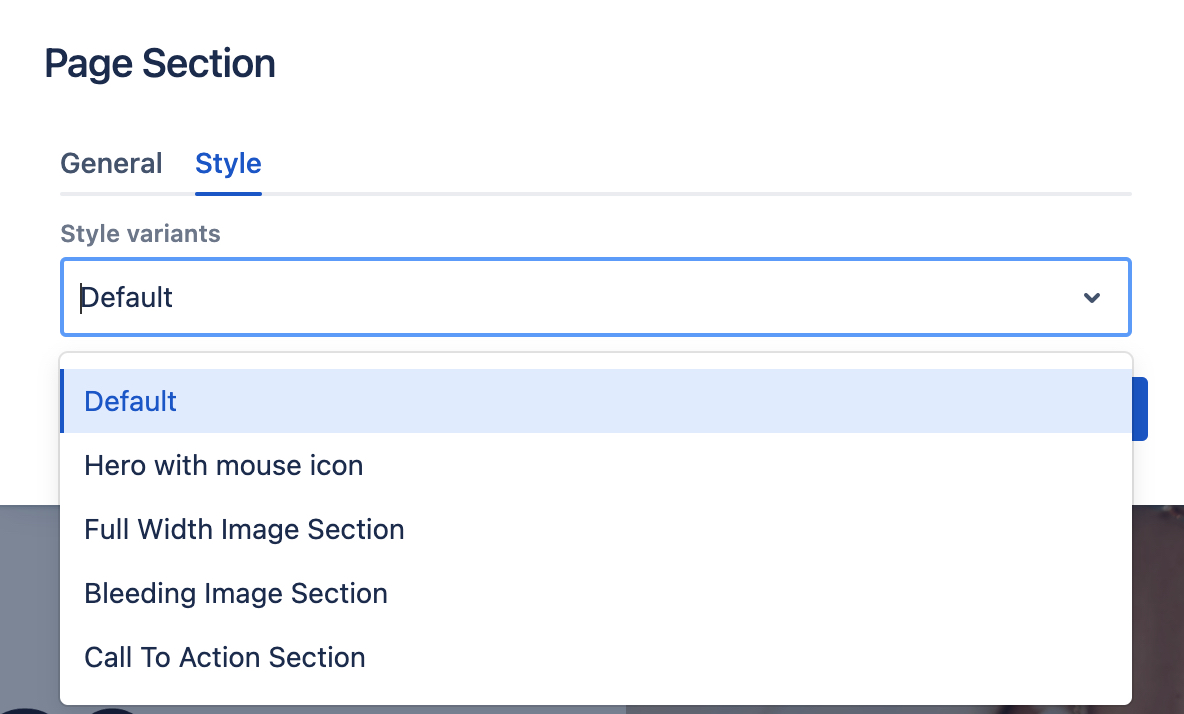 Page Section
General Style
Style variants
Default
Default
Hero with mouse icon
Full Width Image Section
Bleeding Image Section
Call To Action Section